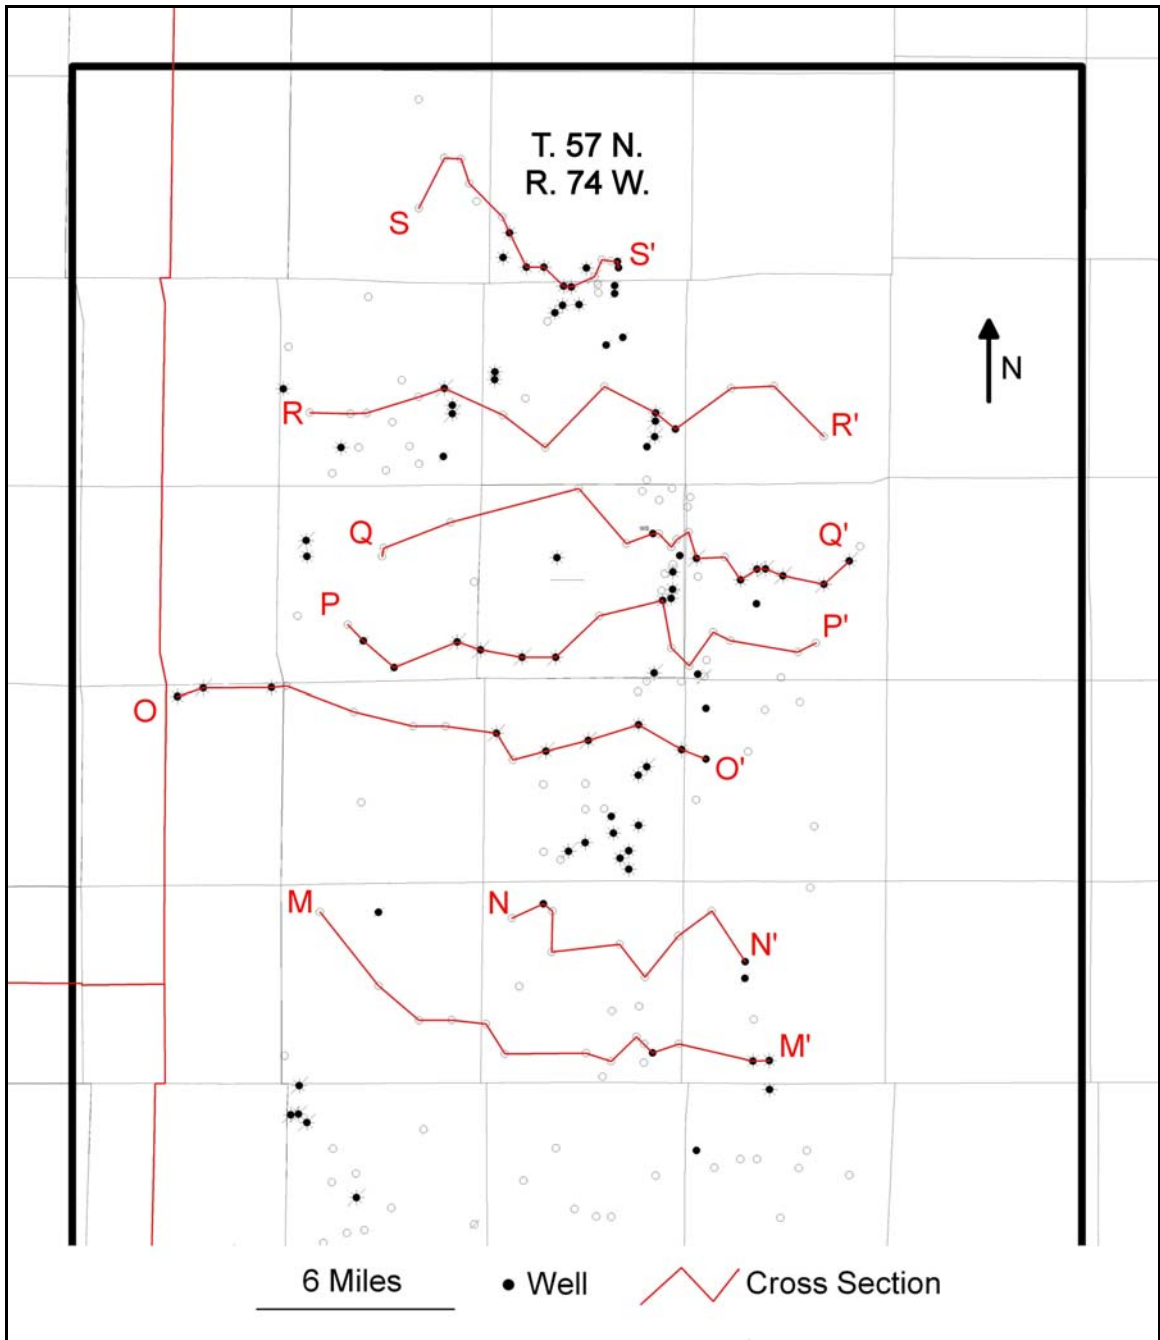 T. 57 N.
R. 74 W.
S
S'
N
R
R'
Q
Q'
P
P'
O
O'
M
N
N'
M'
6 Miles
Well
Cross Section